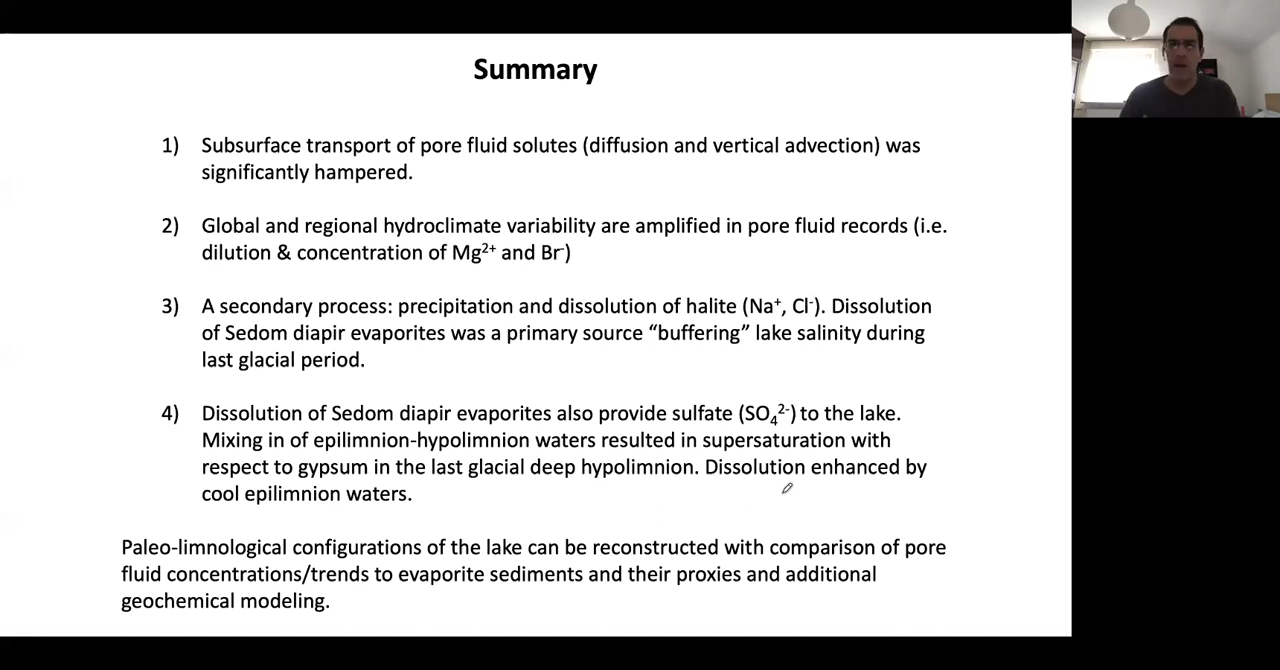 Summary
1) Subsurface transport of pore fluid solutes (diffusion and vertical advection) was
significantly hampered.
2) Global and regional hydroclimate variability are amplified in pore fluid records (i.e.
dilution & concentration of Mg²⁺ and Br⁻)
3) A secondary process: precipitation and dissolution of halite (Na⁺, Cl⁻). Dissolution
of Sedom diapir evaporites was a primary source “buffering” lake salinity during
last glacial period.
4) Dissolution of Sedom diapir evaporites also provide sulfate (SO₄²⁻) to the lake.
Mixing in of epilimnion-hypolimnion waters resulted in supersaturation with
respect to gypsum in the last glacial deep hypolimnion. Dissolution enhanced by
cool epilimnion waters.
Paleo-limnological configurations of the lake can be reconstructed with comparison of pore
fluid concentrations/trends to evaporite sediments and their proxies and additional
geochemical modeling.